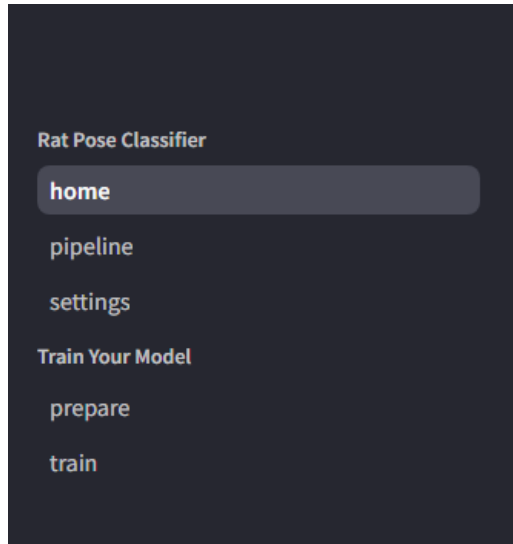 Rat Pose Classifier
home
pipeline
settings
Train Your Model
prepare
train